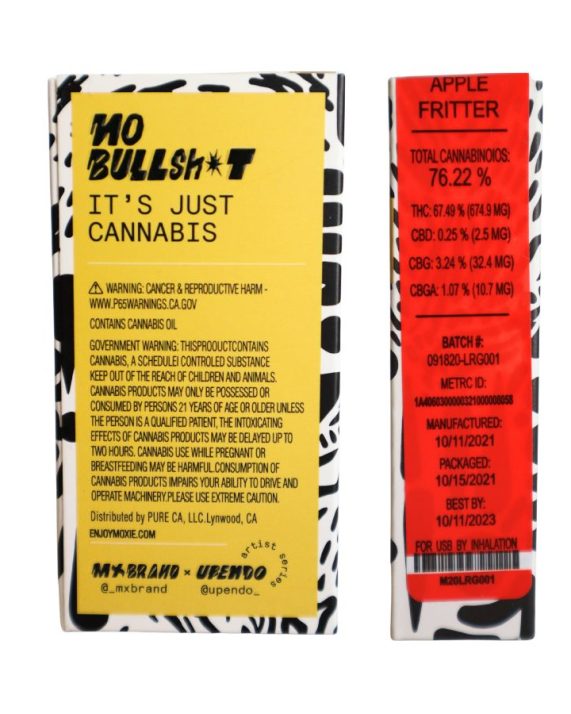 NO
BULLSH*T
IT'S JUST
CANNABIS
⚠ WARNING: CANCER & REPRODUCTIVE HARM -
WWW.P65WARNINGS.CA.GOV
CONTAINS CANNABIS OIL
GOVERNMENT WARNING: THISPROOUCTCONTAINS
CANNABIS, A SCHEDULEI CONTROLED SUBSTANCE
KEEP OUT OF THE REACH OF CHILDREN AND ANIMALS.
CANNABIS PRODUCTS MAY ONLY BE POSSESSED OR
CONSUMED BY PERSONS 21 YEARS OF AGE OR OLDER UNLESS
THE PERSON IS A QUALIFIED PATIENT, THE INTOXICATING
EFFECTS OF CANNABIS PRODUCTS MAY BE DELAYED UP TO
TWO HOURS. CANNABIS USE WHILE PREGNANT OR
BREASTFEEDING MAY BE HARMFUL.CONSUMPTION OF
CANNABIS PRODUCTS IMPAIRS YOUR ABILITY TO DRIVE AND
OPERATE MACHINERY.PLEASE USE EXTREME CAUTION.
Distributed by PURE CA, LLC.Lynwood, CA
ENJOYMOXIE.COM
artist series
MXBRAND × UPENDO
@_mxbrand @upendo_
APPLE
FRITTER
TOTAL CANNABINOIOS:
76.22 %
THC: 67.49 % (674.9 MG)
CBD: 0.25 % (2.5 MG)
CBG: 3.24 % (32.4 MG)
CBGA: 1.07 % (10.7 MG)
BATCH #:
091820-LRG001
METRC ID:
1A4060300000321000008058
MANUFACTURED:
10/11/2021
PACKAGED:
10/15/2021
BEST BY:
10/11/2023
FOR USB BY INHALATION
M20LRG001